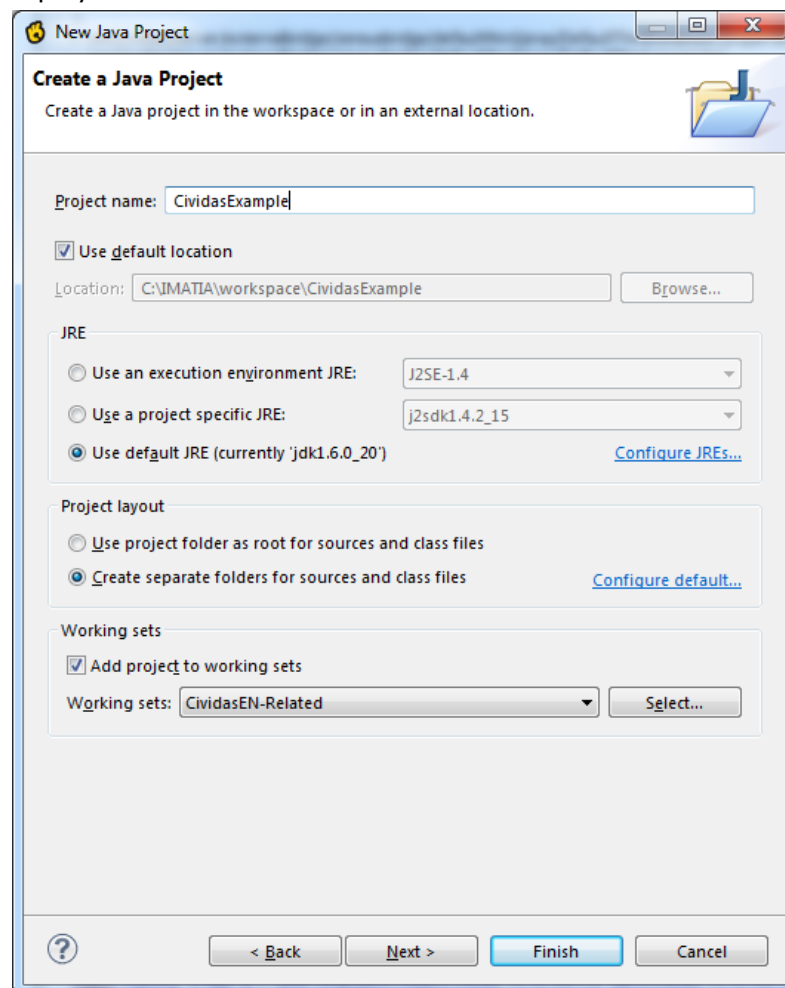 New Java Project
Create a Java Project
Create a Java project in the workspace or in an external location.
Project name: CividasExample
Use default location
Location: C:\IMATIA\workspace\CividasExample Browse...
JRE
Use an execution environment JRE: J2SE-1.4
Use a project specific JRE: j2sdk1.4.2_15
Use default JRE (currently 'jdk1.6.0_20') Configure JREs...
Project layout
Use project folder as root for sources and class files
Create separate folders for sources and class files Configure default...
Working sets
Add project to working sets
Working sets: CividasEN-Related Select...
? < Back Next > Finish Cancel